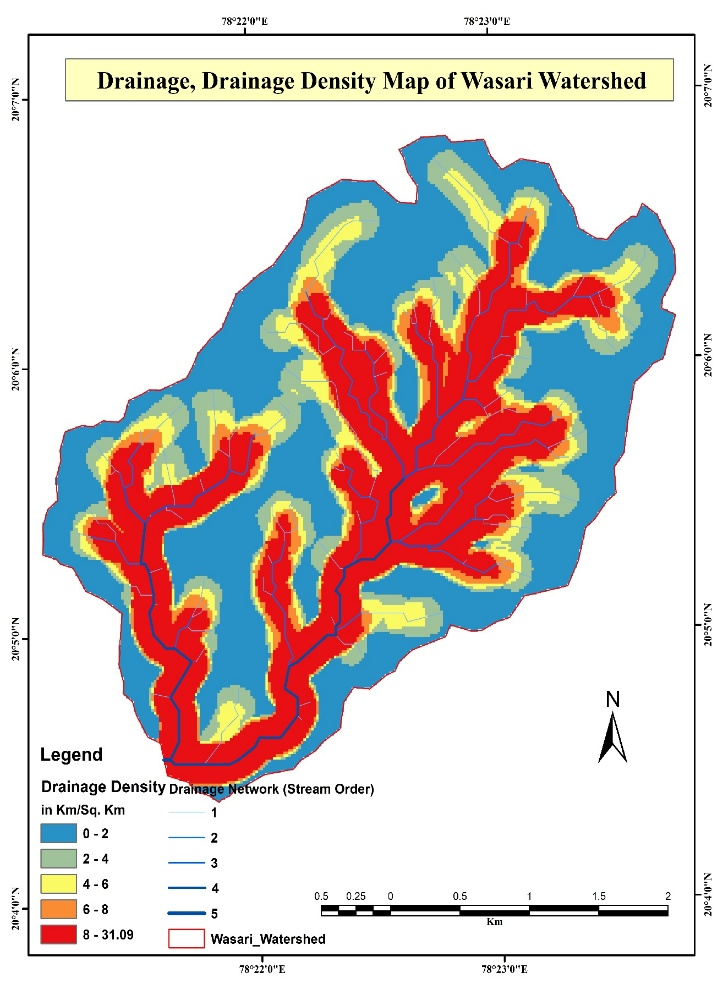 78°22'0"E 78°23'0"E
Drainage, Drainage Density Map of Wasari Watershed
20°7'0"N 20°7'0"N
20°6'0"N 20°6'0"N
20°5'0"N 20°5'0"N
20°4'0"N 20°4'0"N
N
Legend
Drainage Density
in Km/Sq. Km
0 - 2
2 - 4
4 - 6
6 - 8
8 - 31.09
Drainage Network (Stream Order)
1
2
3
4
5
Wasari_Watershed
0.5 0.25 0 0.5 1 1.5 2
Km
78°22'0"E 78°23'0"E